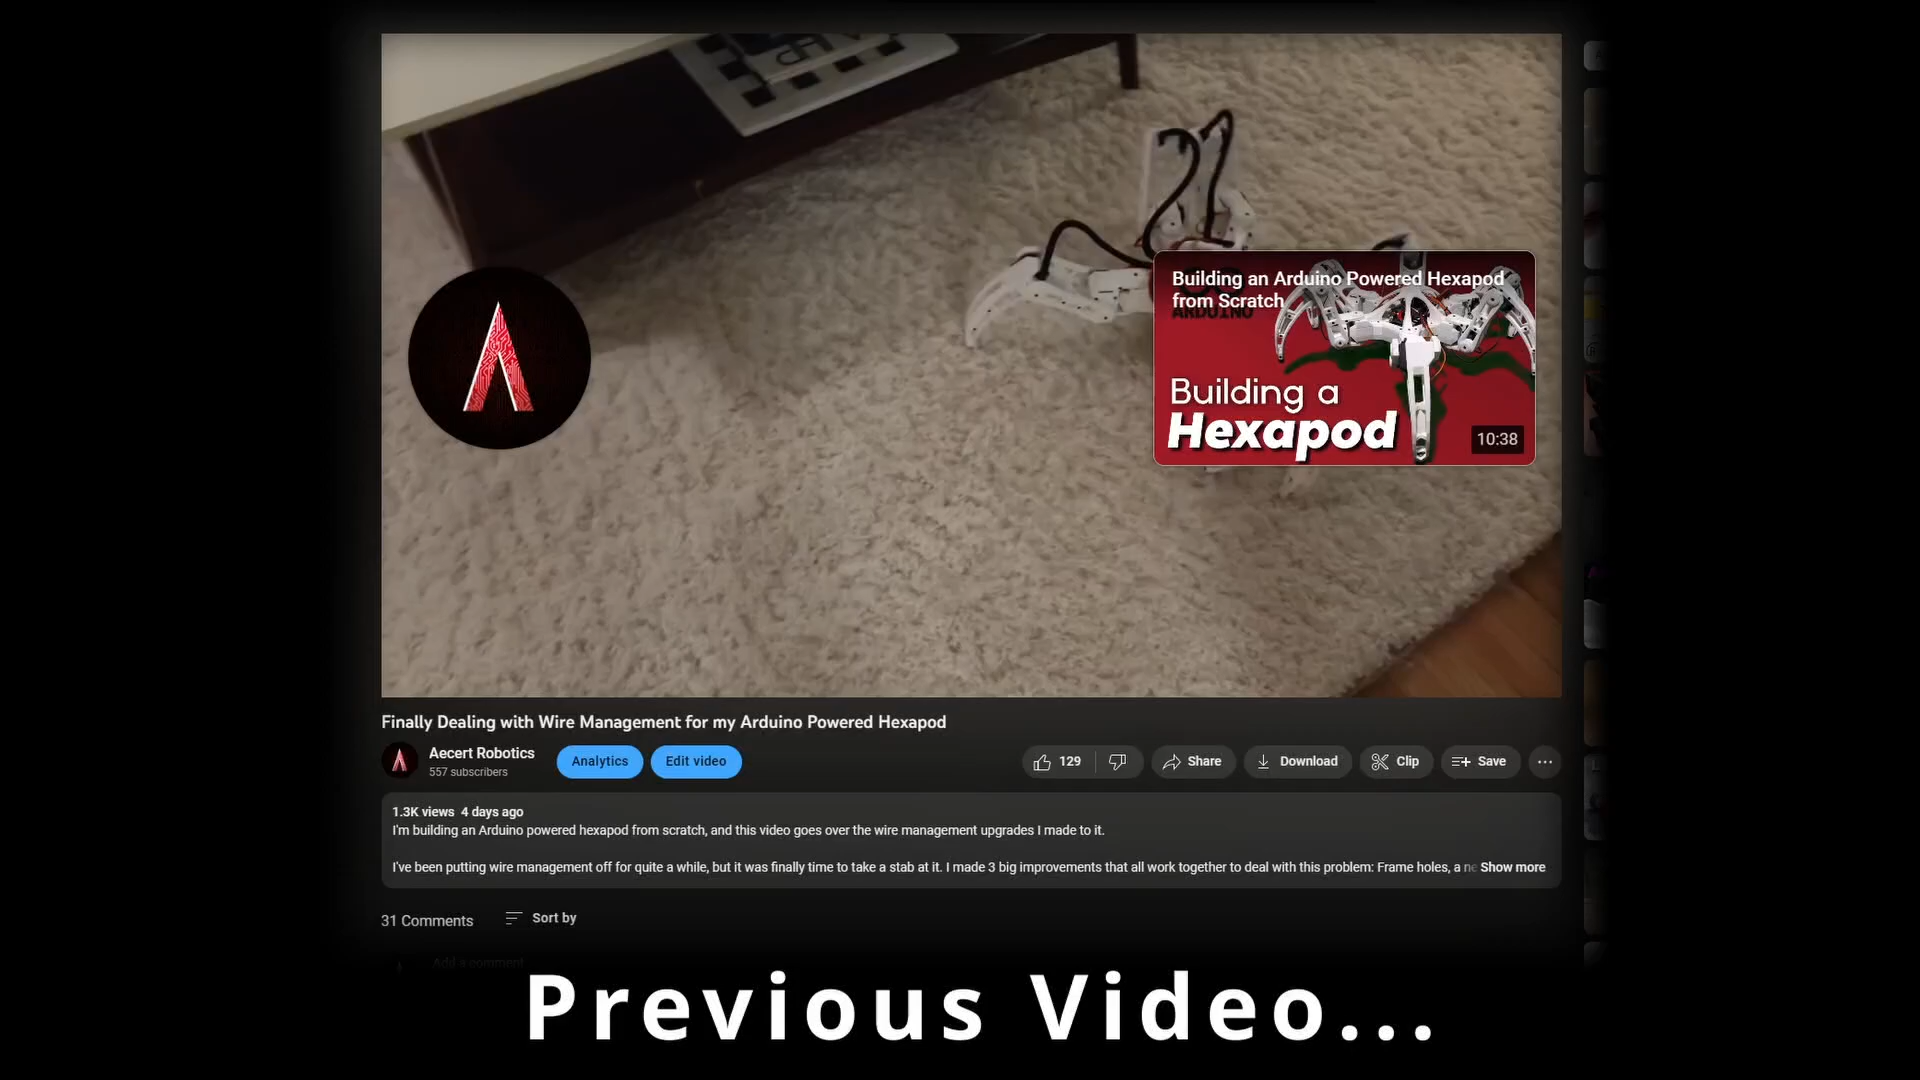 Building an Arduino Powered Hexapod
from Scratch
ARDUINO
Building a
Hexapod
10:38
Finally Dealing with Wire Management for my Arduino Powered Hexapod
Aecert Robotics
557 subscribers
Analytics
Edit video
129
Share
Download
Clip
Save
1.3K views 4 days ago
I'm building an Arduino powered hexapod from scratch, and this video goes over the wire management upgrades I made to it.
I've been putting wire management off for quite a while, but it was finally time to take a stab at it. I made 3 big improvements that all work together to deal with this problem: Frame holes, a ne Show more
31 Comments
Sort by
Add a comment
Previous Video...